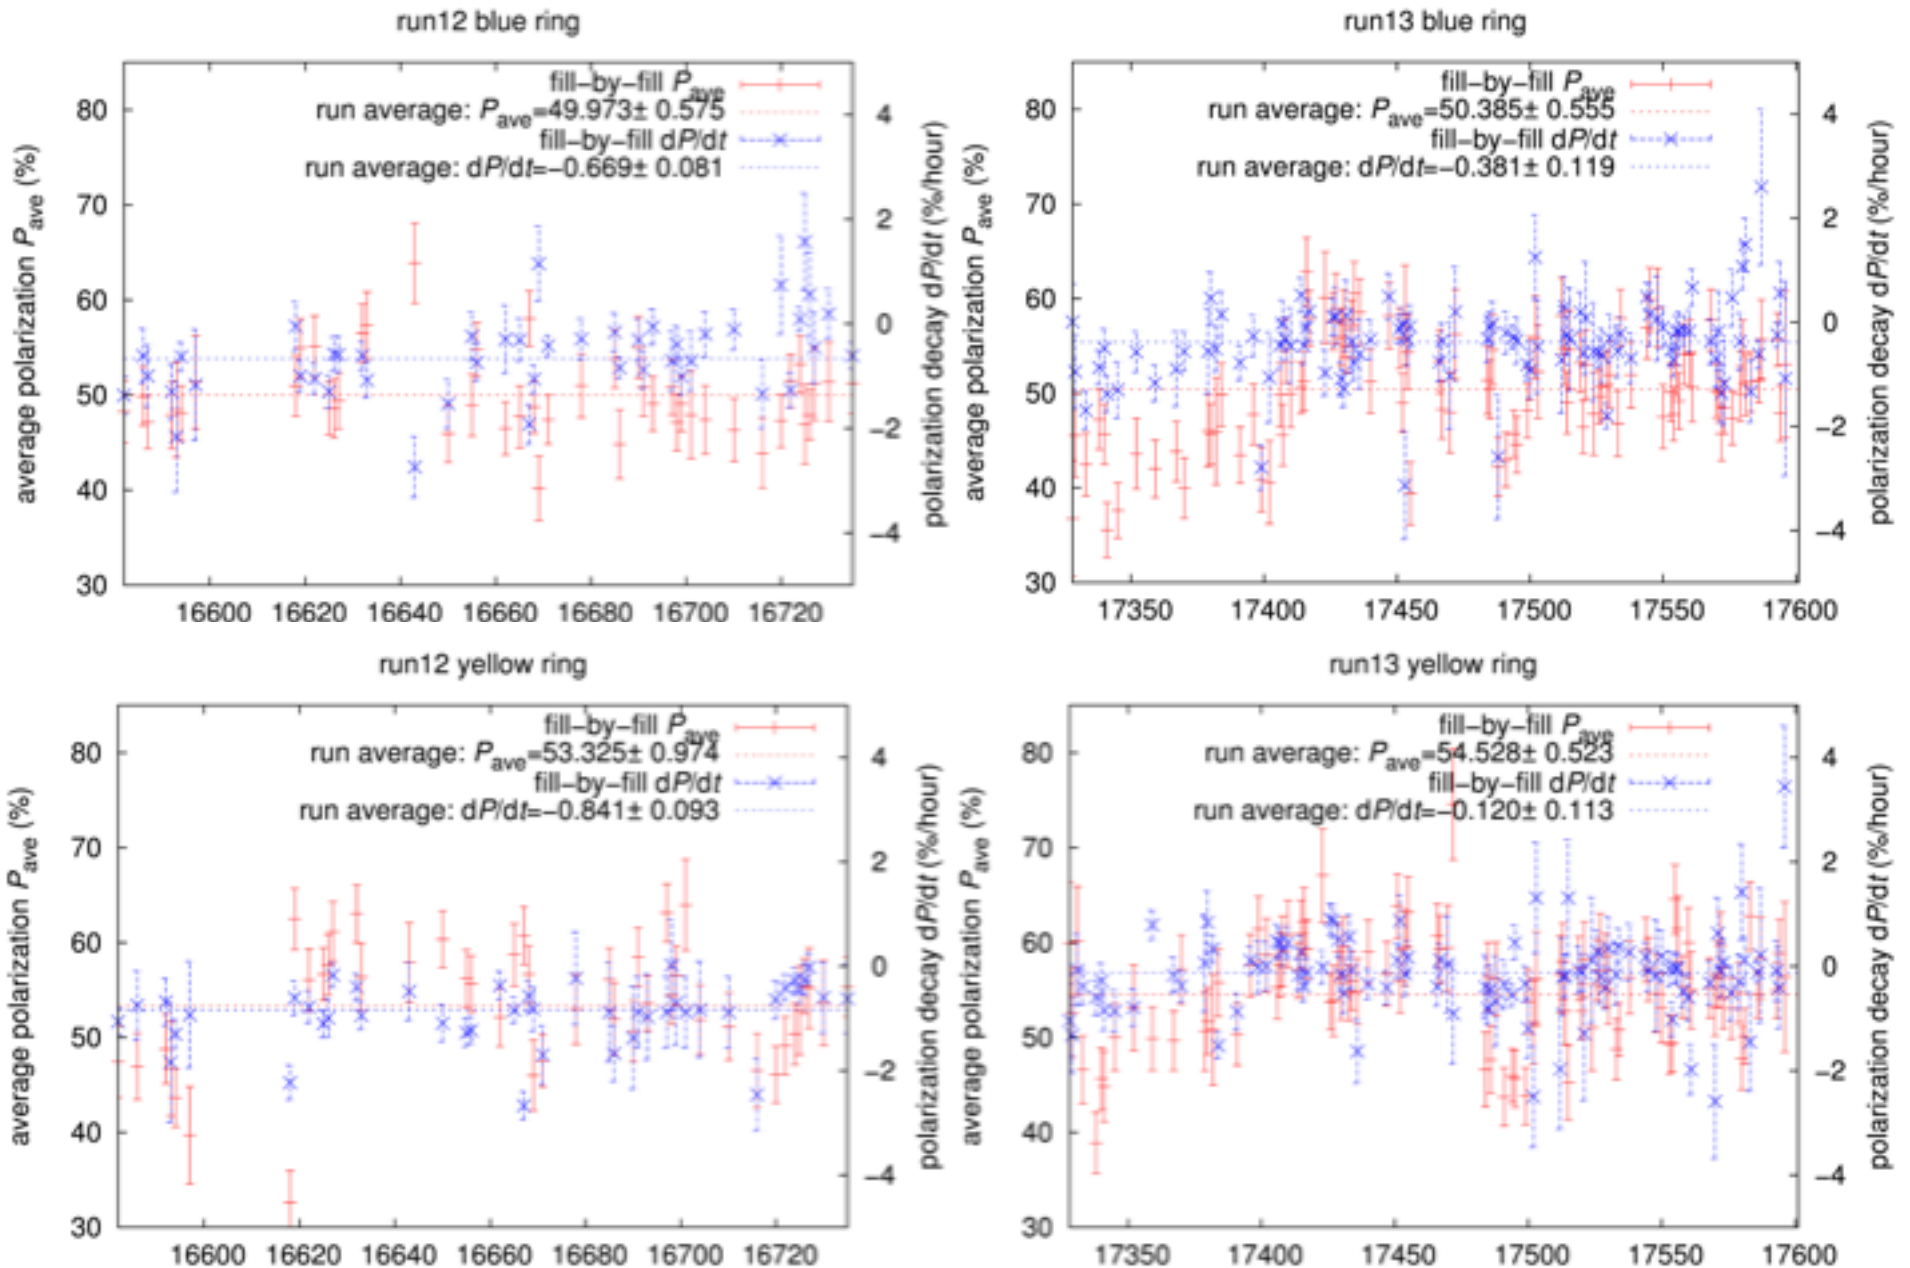 run12 blue ring
fill−by−fill Pave
run average: Pave=49.973± 0.575
fill−by−fill dP/dt
run average: dP/dt=−0.669± 0.081
average polarization Pave (%)
polarization decay dP/dt (%/hour)
80
70
60
50
40
30
4
2
0
−2
−4
16600 16620 16640 16660 16680 16700 16720
run13 blue ring
fill−by−fill Pave
run average: Pave=50.385± 0.555
fill−by−fill dP/dt
run average: dP/dt=−0.381± 0.119
average polarization Pave (%)
polarization decay dP/dt (%/hour)
80
70
60
50
40
30
4
2
0
−2
−4
17350 17400 17450 17500 17550 17600
run12 yellow ring
fill−by−fill Pave
run average: Pave=53.325± 0.974
fill−by−fill dP/dt
run average: dP/dt=−0.841± 0.093
average polarization Pave (%)
polarization decay dP/dt (%/hour)
80
70
60
50
40
30
4
2
0
−2
−4
16600 16620 16640 16660 16680 16700 16720
run13 yellow ring
fill−by−fill Pave
run average: Pave=54.528± 0.523
fill−by−fill dP/dt
run average: dP/dt=−0.120± 0.113
average polarization Pave (%)
polarization decay dP/dt (%/hour)
80
70
60
50
40
30
4
2
0
−2
−4
17350 17400 17450 17500 17550 17600